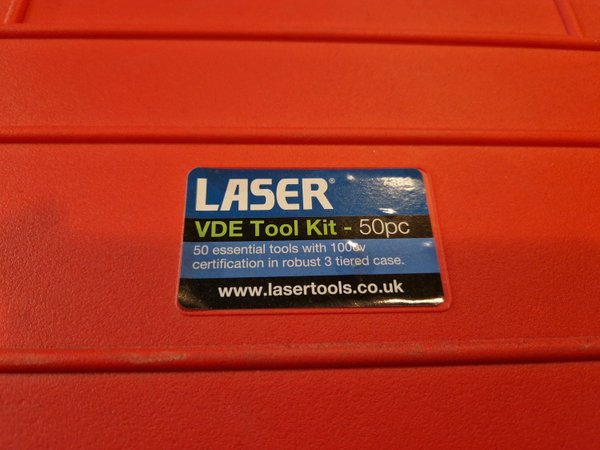 LASER®
VDE Tool Kit - 50pc
50 essential tools with 1000v
certification in robust 3 tiered case.
www.lasertools.co.uk